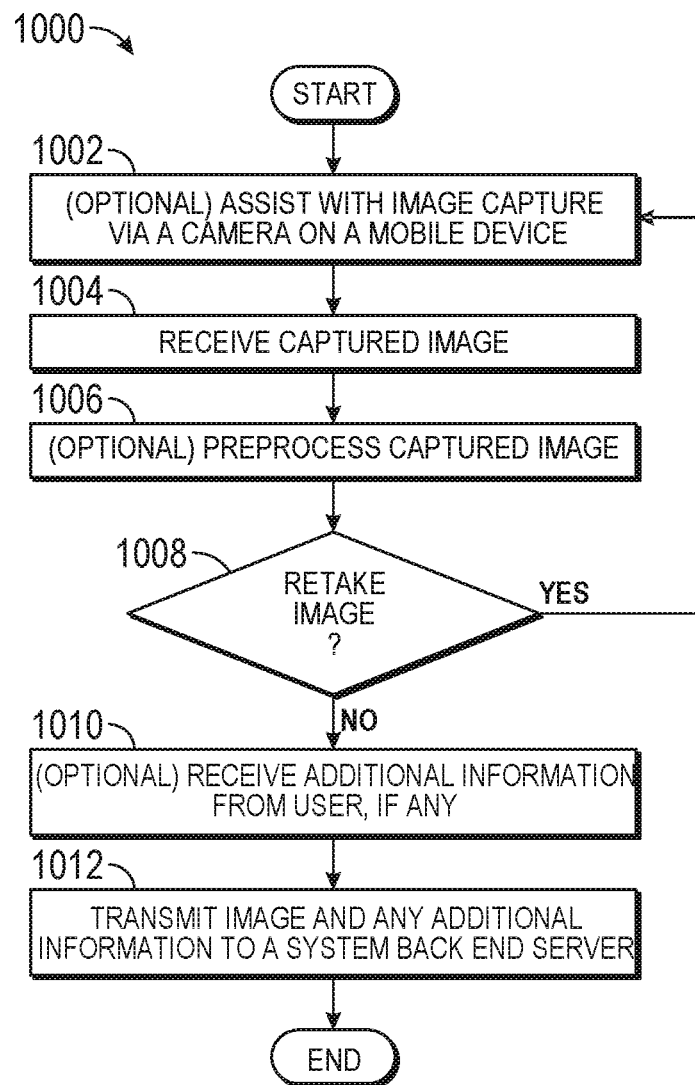 1000
START
1002
(OPTIONAL) ASSIST WITH IMAGE CAPTURE
VIA A CAMERA ON A MOBILE DEVICE
1004
RECEIVE CAPTURED IMAGE
1006
(OPTIONAL) PREPROCESS CAPTURED IMAGE
1008
RETAKE
IMAGE
?
YES
NO
1010
(OPTIONAL) RECEIVE ADDITIONAL INFORMATION
FROM USER, IF ANY
1012
TRANSMIT IMAGE AND ANY ADDITIONAL
INFORMATION TO A SYSTEM BACK END SERVER
END